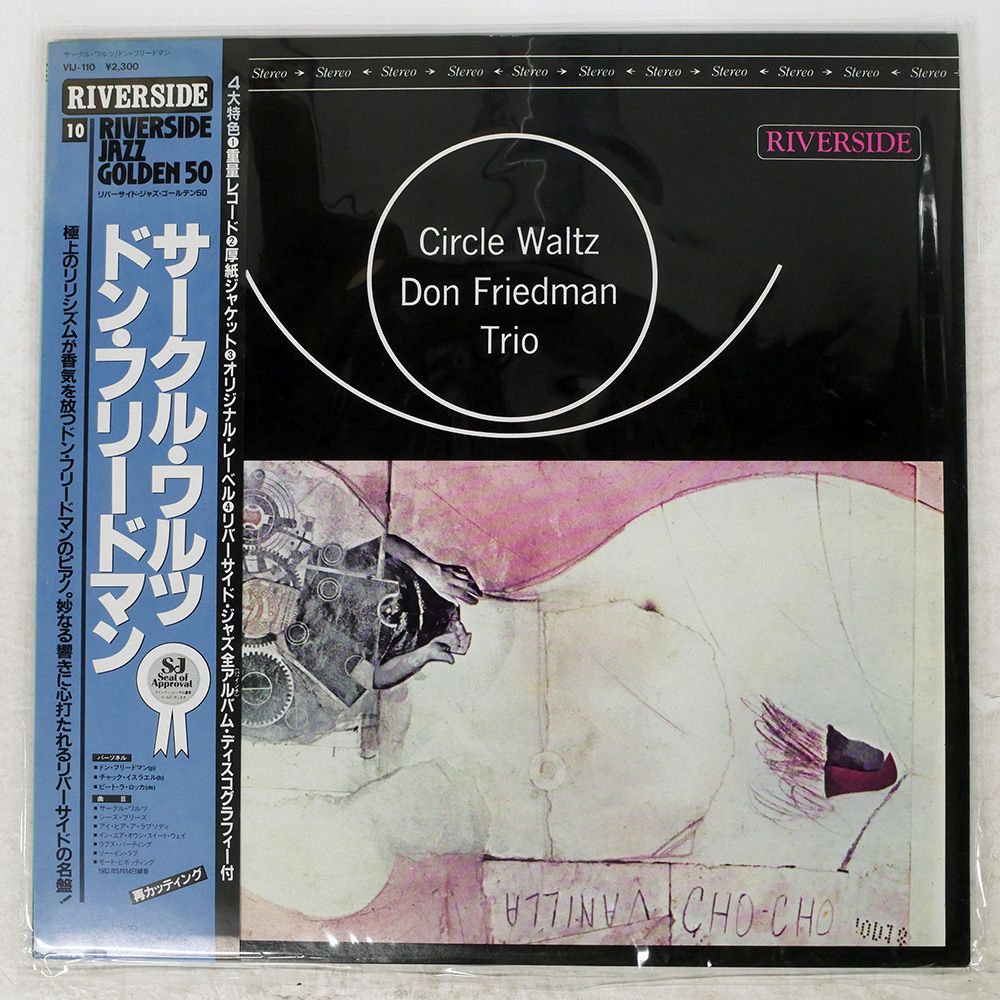 サークル・ワルツ/ドン・フリードマン
VIJ-110 ¥2,300
RIVERSIDE
10
RIVERSIDE
JAZZ
GOLDEN 50
リバーサイド・ジャズ・ゴールデン50
サークル・ワルツ
ドン・フリードマン
極上のリリシズムが香気を放つドン・フリードマンのピアノ。妙なる響きに心打たれるリバーサイドの名盤！
SJ
Seal of
Approval
パーソネル
■ドン・フリードマン(p)
■チャック・イスラエル(b)
■ピート・ラ・ロッカ(ds)
曲目
■サークル・ワルツ
■シーズ・ブリーズ
■アイ・ヒア・ア・ラプソディ
■イン・ユア・オウン・スイート・ウェイ
■ラブズ・パーティング
■ソー・イン・ラブ
■モード・ピボッティング
1962年5月14日録音
再カッティング
4大特色❶重量レコード❷厚紙ジャケット❸オリジナル・レーベル❹リバーサイド・ジャズ全アルバム・ディスコグラフィー付
Stereo → Stereo ← Stereo → Stereo ← Stereo → Stereo ← Stereo → Stereo ← Stereo → Stereo ← Stereo →
RIVERSIDE
Circle Waltz
Don Friedman
Trio
VANILLA
CHO-CHO